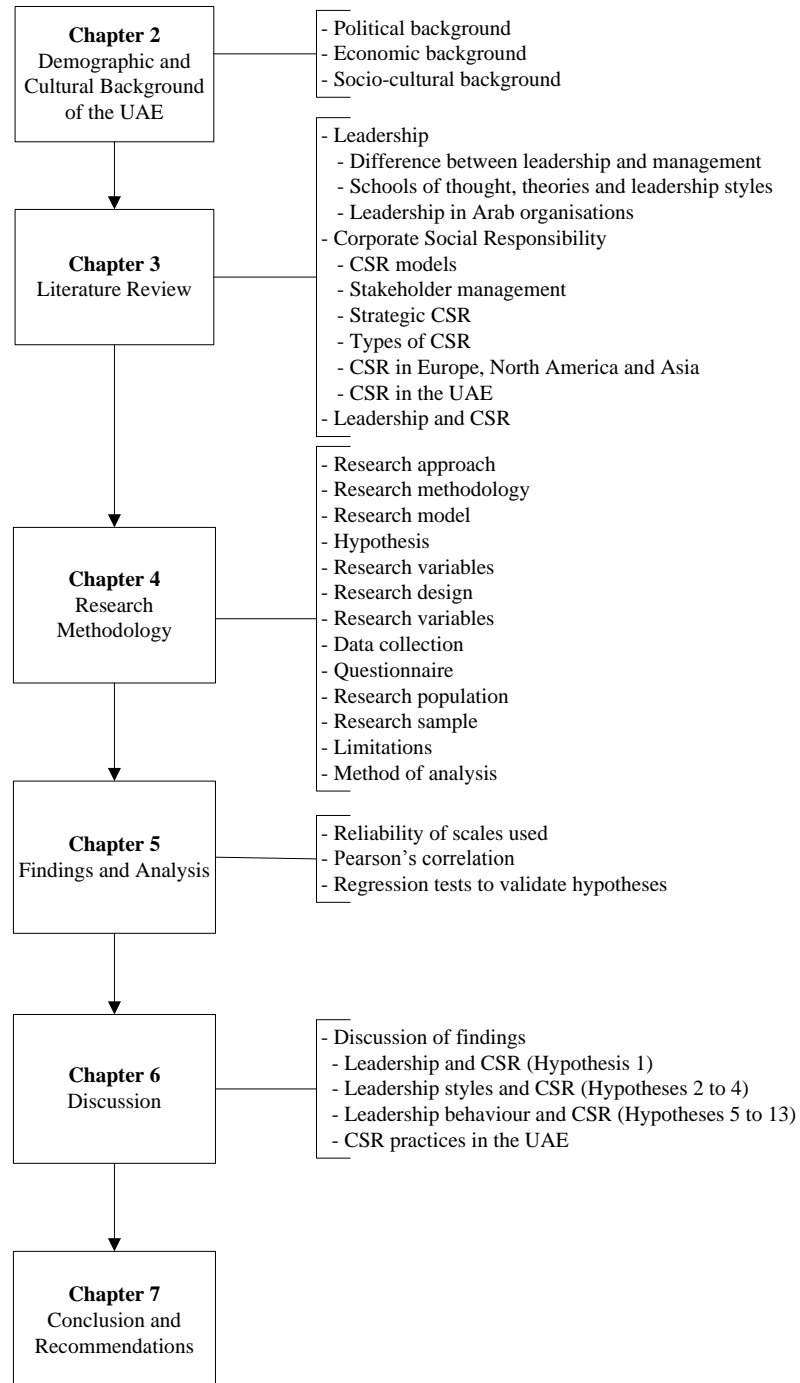 Chapter 2
Demographic and
Cultural Background
of the UAE
- Political background
- Economic background
- Socio-cultural background
Chapter 3
Literature Review
- Leadership
- Difference between leadership and management
- Schools of thought, theories and leadership styles
- Leadership in Arab organisations
- Corporate Social Responsibility
- CSR models
- Stakeholder management
- Strategic CSR
- Types of CSR
- CSR in Europe, North America and Asia
- CSR in the UAE
- Leadership and CSR
Chapter 4
Research
Methodology
- Research approach
- Research methodology
- Research model
- Hypothesis
- Research variables
- Research design
- Research variables
- Data collection
- Questionnaire
- Research population
- Research sample
- Limitations
- Method of analysis
Chapter 5
Findings and Analysis
- Reliability of scales used
- Pearson's correlation
- Regression tests to validate hypotheses
Chapter 6
Discussion
- Discussion of findings
- Leadership and CSR (Hypothesis 1)
- Leadership styles and CSR (Hypotheses 2 to 4)
- Leadership behaviour and CSR (Hypotheses 5 to 13)
- CSR practices in the UAE
Chapter 7
Conclusion and
Recommendations